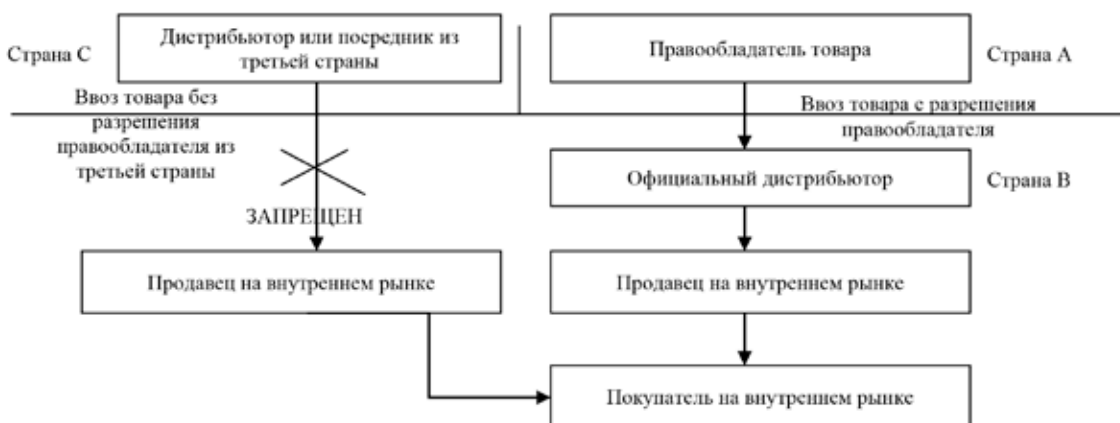 Страна С
Дистрибьютор или посредник из
третьей страны
Правообладатель товара
Страна А
Ввоз товара без
разрешения
правообладателя из
третьей страны
Ввоз товара с разрешения
правообладателя
ЗАПРЕЩЕН
Официальный дистрибьютор
Страна В
Продавец на внутреннем рынке
Продавец на внутреннем рынке
Покупатель на внутреннем рынке